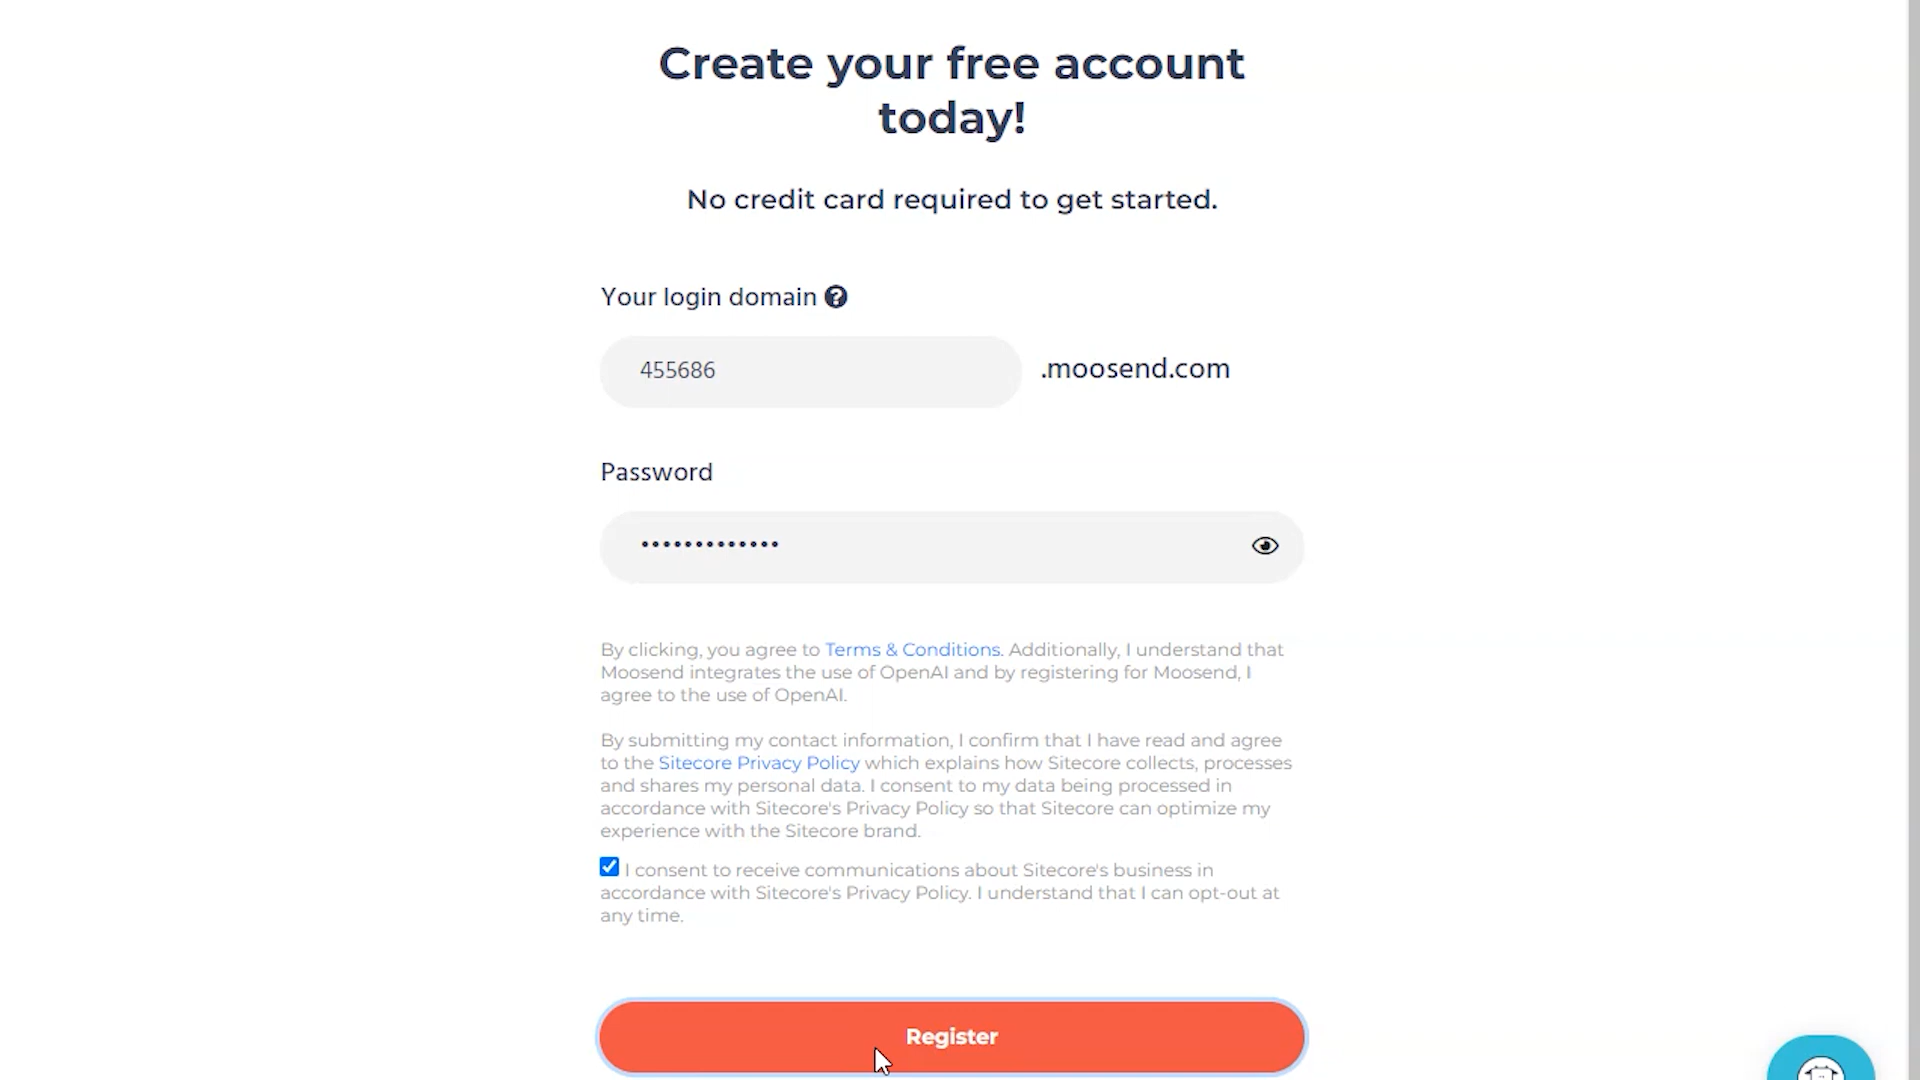 Create your free account
today!
No credit card required to get started.
Your login domain
455686
.moosend.com
Password
•••••••••••••
By clicking, you agree to Terms & Conditions. Additionally, I understand that
Moosend integrates the use of OpenAI and by registering for Moosend, I
agree to the use of OpenAI.
By submitting my contact information, I confirm that I have read and agree
to the Sitecore Privacy Policy which explains how Sitecore collects, processes
and shares my personal data. I consent to my data being processed in
accordance with Sitecore's Privacy Policy so that Sitecore can optimize my
experience with the Sitecore brand.
I consent to receive communications about Sitecore's business in
accordance with Sitecore's Privacy Policy. I understand that I can opt-out at
any time.
Register